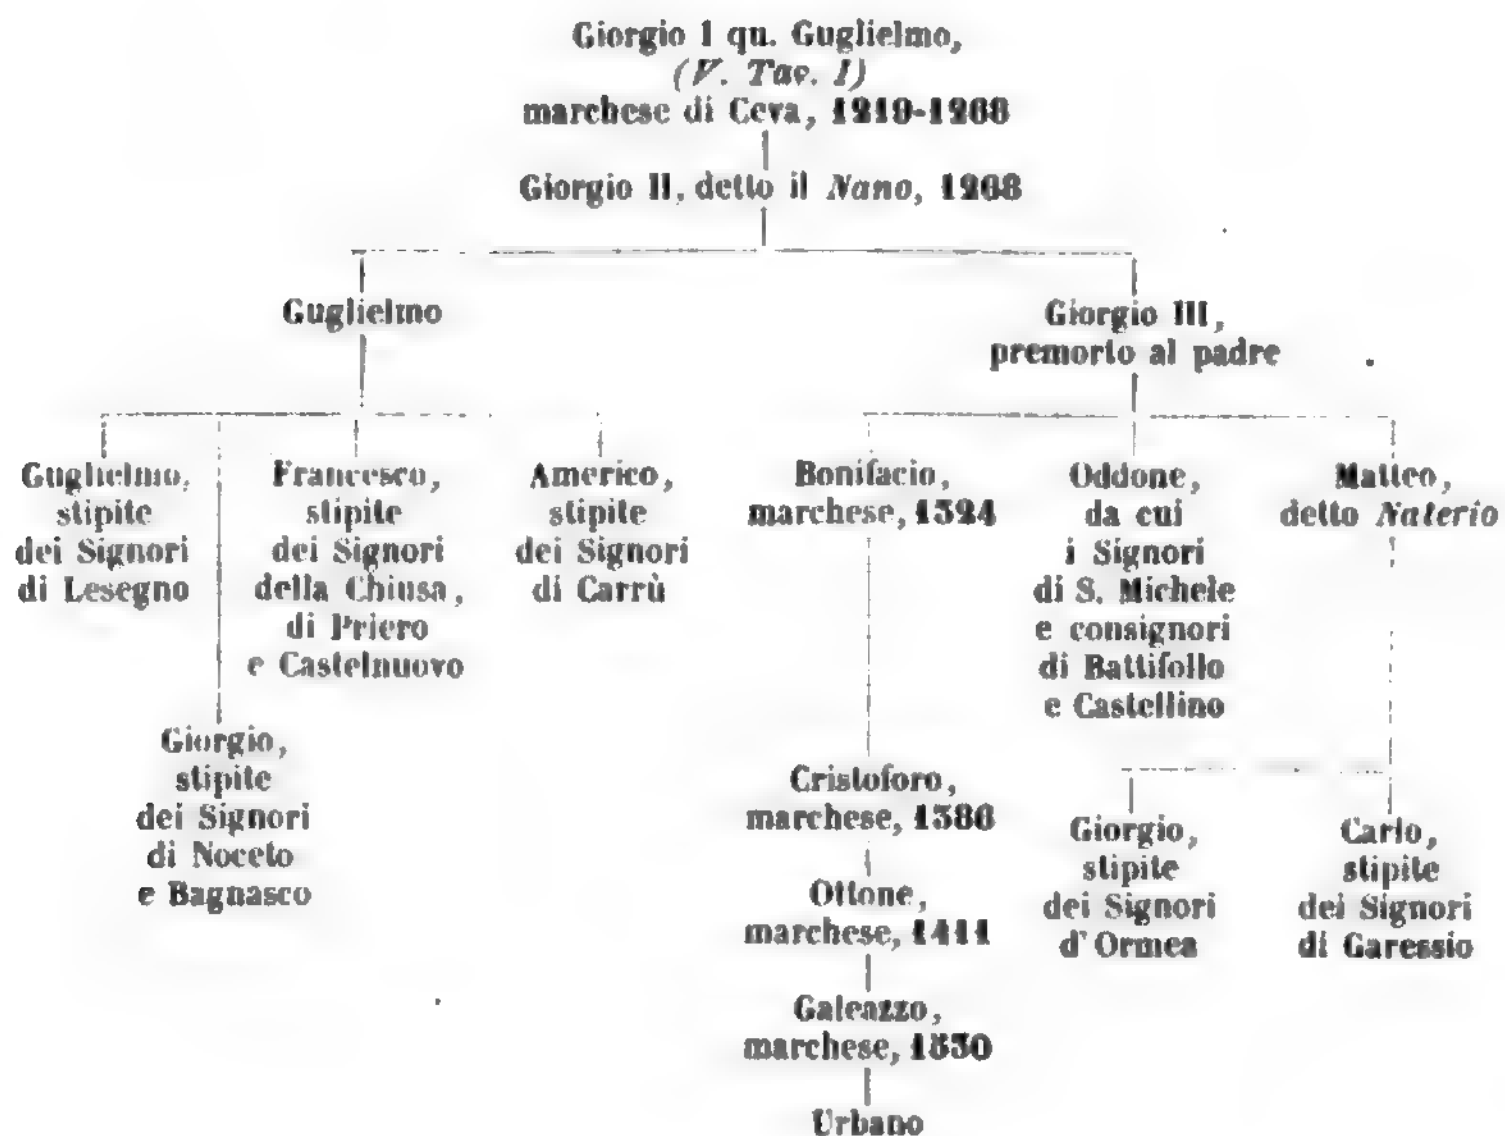 Giorgio I qu. Guglielmo,
(V. Tav. I)
marchese di Ceva, 1219-1268
Giorgio II, detto il Nano, 1268
Guglielmo
Giorgio III,
premorto al padre
Guglielmo,
stipite
dei Signori
di Lesegno
Francesco,
stipite
dei Signori
della Chiusa,
di Priero
e Castelnuovo
Americo,
stipite
dei Signori
di Carrù
Bonifacio,
marchese, 1324
Oddone,
da cui
i Signori
di S. Michele
e consignori
di Battifollo
e Castellino
Matteo,
detto Naterio
Giorgio,
stipite
dei Signori
di Noceto
e Bagnasco
Cristoforo,
marchese, 1386
Giorgio,
stipite
dei Signori
d'Ormea
Carlo,
stipite
dei Signori
di Garessio
Ottone,
marchese, 1411
Galeazzo,
marchese, 1530
Urbano